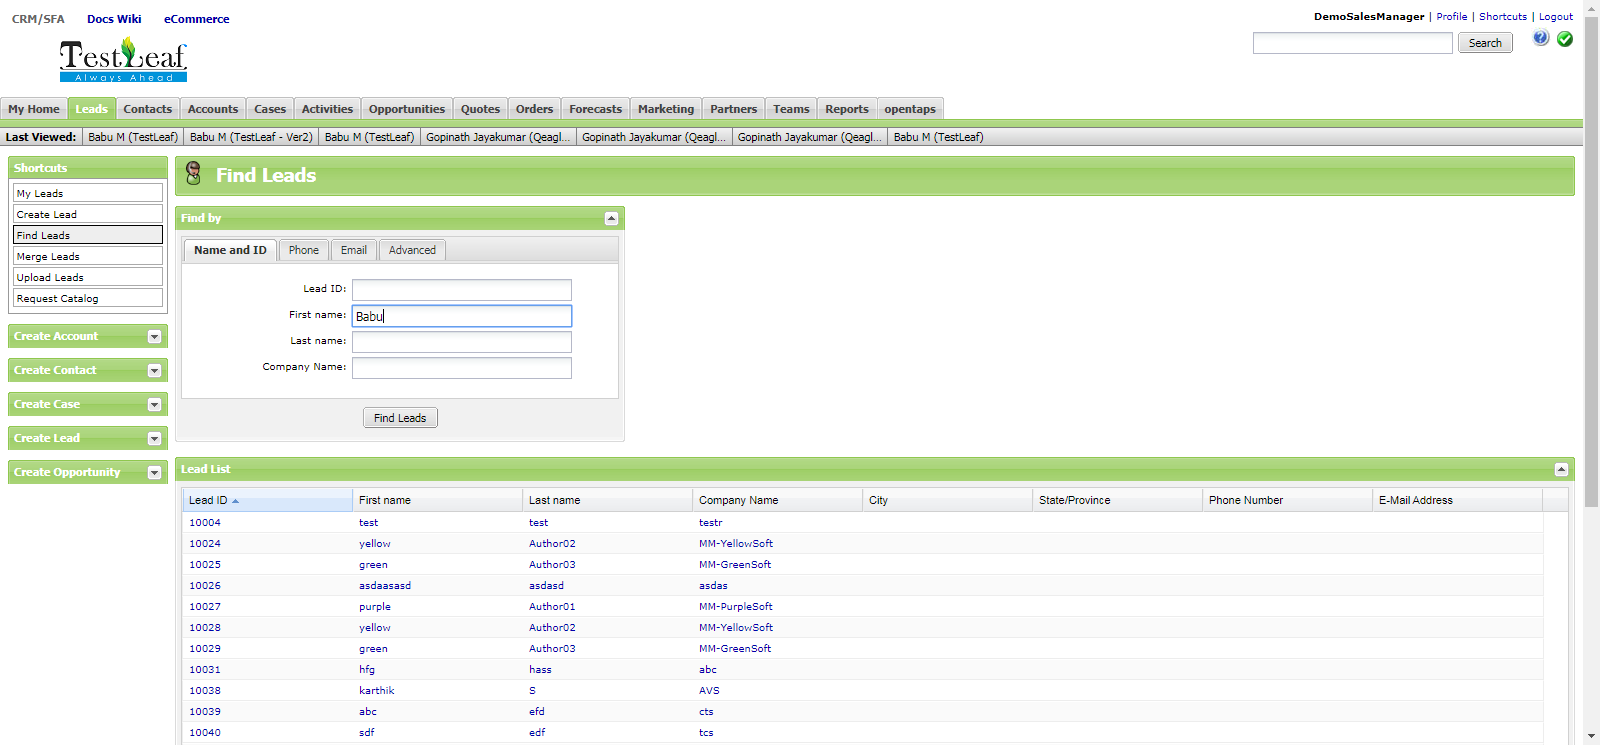 CRM/SFA Docs Wiki eCommerce
DemoSalesManager | Profile | Shortcuts | Logout
TestLeaf
Always Ahead
Search
My Home Leads Contacts Accounts Cases Activities Opportunities Quotes Orders Forecasts Marketing Partners Teams Reports opentaps
Last Viewed: Babu M (TestLeaf) Babu M (TestLeaf - Ver2) Babu M (TestLeaf) Gopinath Jayakumar (Qeagl... Gopinath Jayakumar (Qeagl... Gopinath Jayakumar (Qeagl... Babu M (TestLeaf)
Shortcuts
My Leads
Create Lead
Find Leads
Merge Leads
Upload Leads
Request Catalog
Create Account
Create Contact
Create Case
Create Lead
Create Opportunity
Find Leads
Find by
Name and ID Phone Email Advanced
Lead ID:
First name: Babu
Last name:
Company Name:
Find Leads
Lead List
Lead ID First name Last name Company Name City State/Province Phone Number E-Mail Address
10004 test test testr
10024 yellow Author02 MM-YellowSoft
10025 green Author03 MM-GreenSoft
10026 asdaasasd asdasd asdas
10027 purple Author01 MM-PurpleSoft
10028 yellow Author02 MM-YellowSoft
10029 green Author03 MM-GreenSoft
10031 hfg hass abc
10038 karthik S AVS
10039 abc efd cts
10040 sdf edf tcs